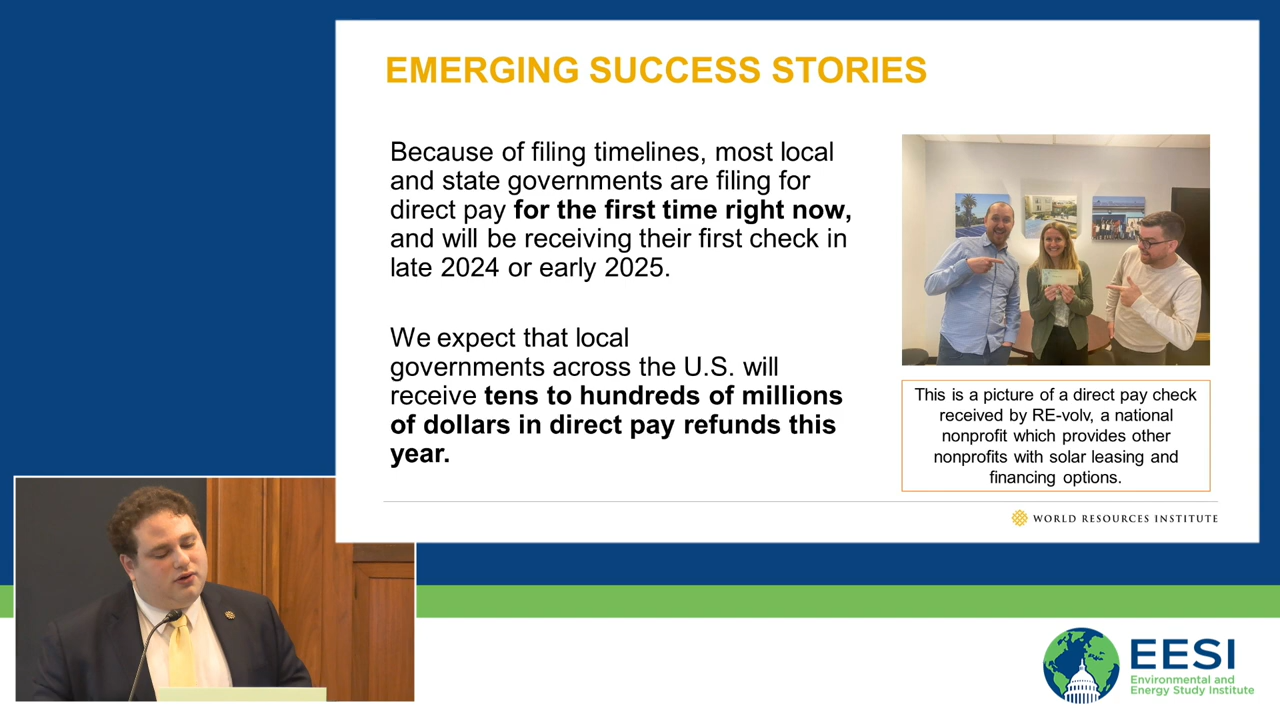 EMERGING SUCCESS STORIES
Because of filing timelines, most local
and state governments are filing for
direct pay for the first time right now,
and will be receiving their first check in
late 2024 or early 2025.
We expect that local
governments across the U.S. will
receive tens to hundreds of millions
of dollars in direct pay refunds this
year.
This is a picture of a direct pay check
received by RE-volv, a national
nonprofit which provides other
nonprofits with solar leasing and
financing options.
WORLD RESOURCES INSTITUTE
EESI
Environmental and
Energy Study Institute